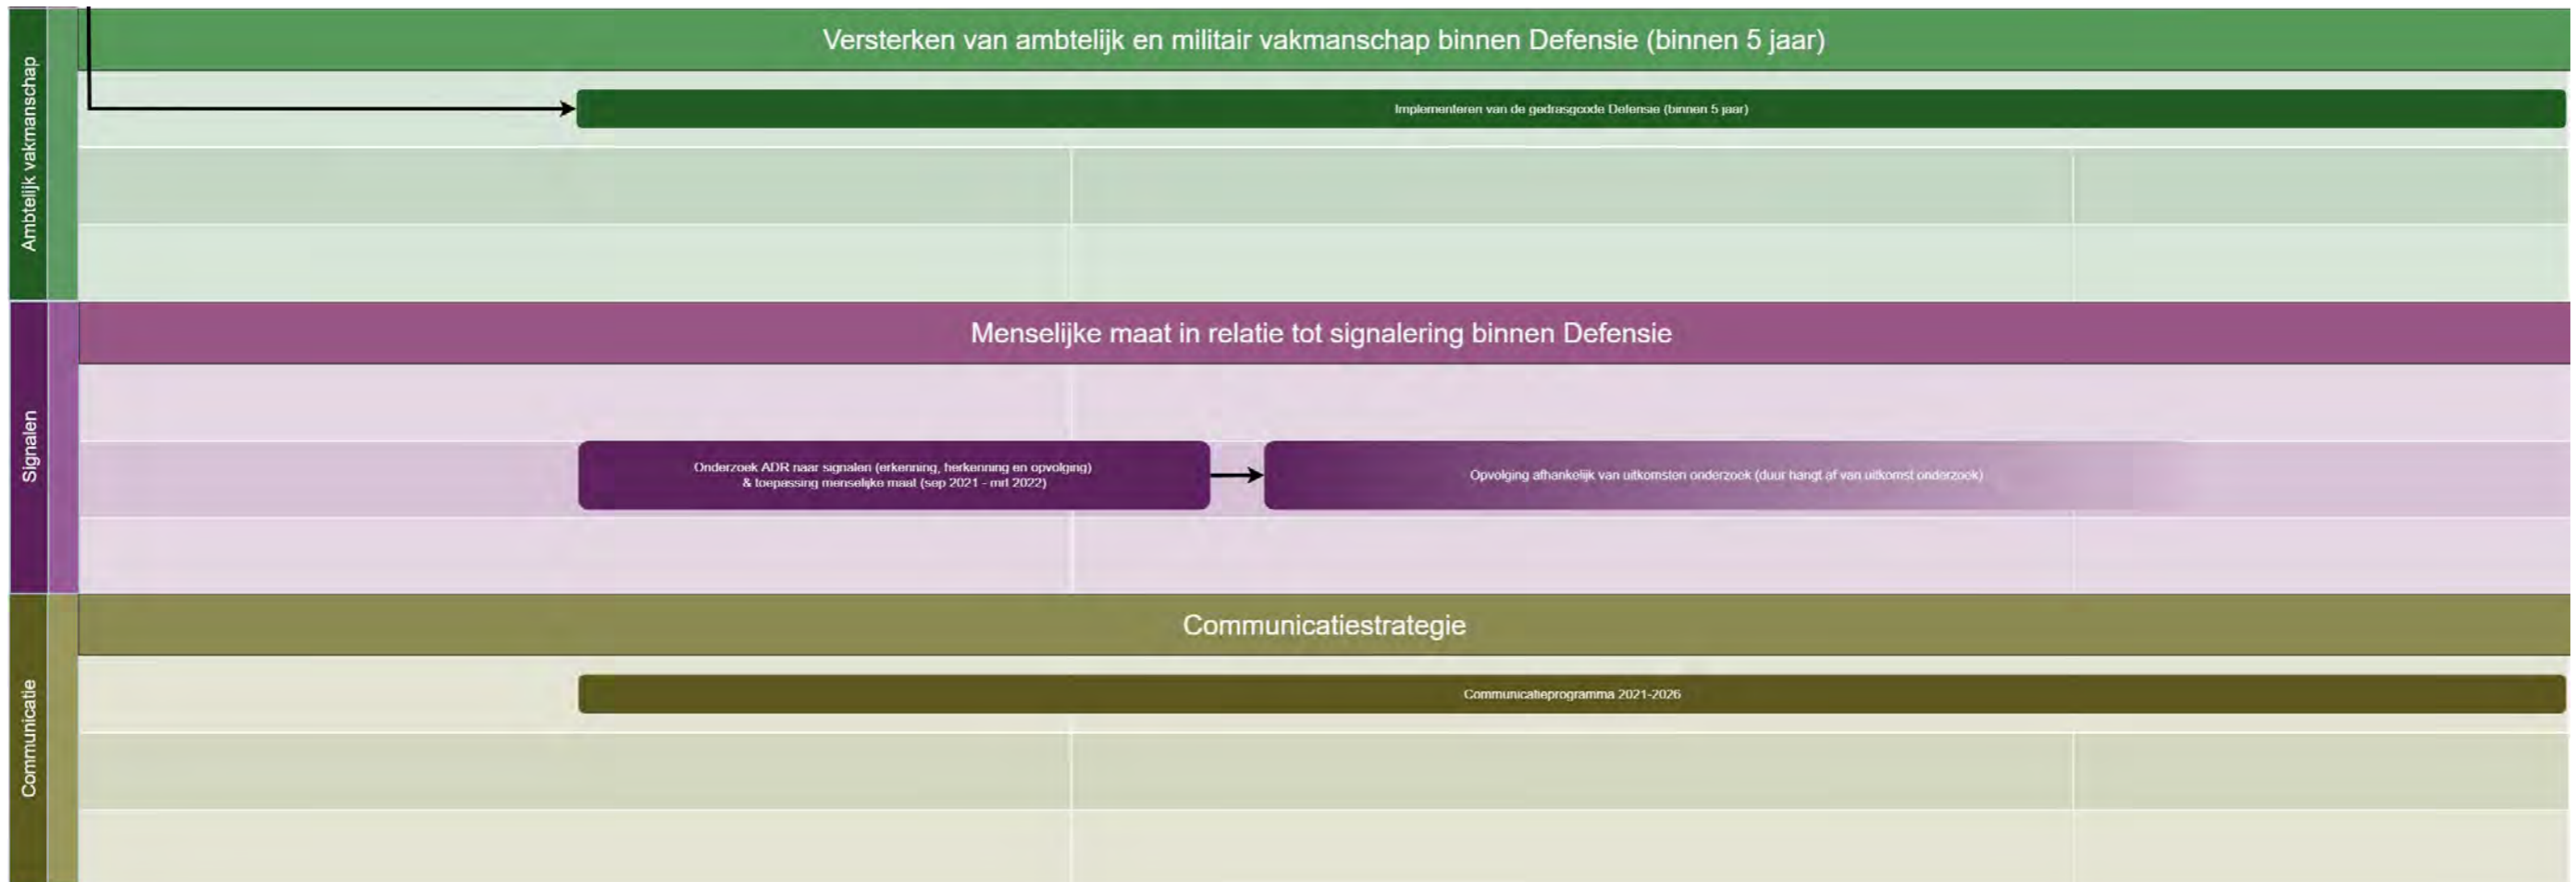 Ambtelijk vakmanschap
Versterken van ambtelijk en militair vakmanschap binnen Defensie (binnen 5 jaar)
Implementeren van de gedragcode Defensie (binnen 5 jaar)
Signalen
Menselijke maat in relatie tot signalering binnen Defensie
Onderzoek ADR naar signalen (erkenning, herkenning en opvolging)
& toepassing menselijke maat (sep 2021 - mrt 2022)
Opvolging afhankelijk van uitkomsten onderzoek (duur hangt af van uitkomst onderzoek)
Communicatie
Communicatiestrategie
Communicatieprogramma 2021-2026